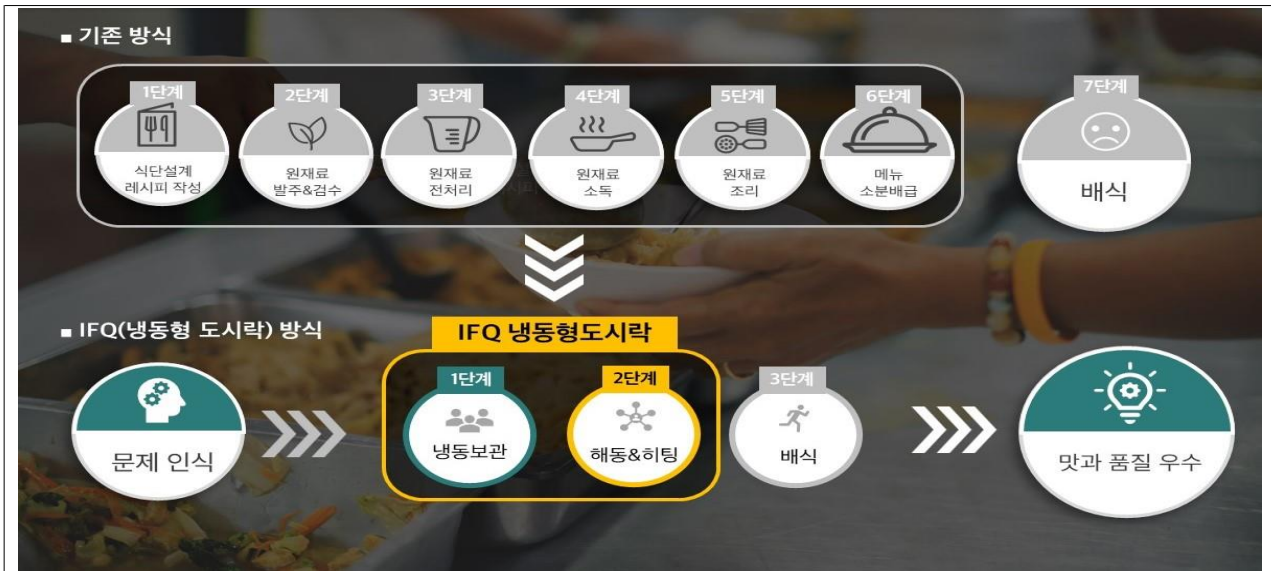 ■ 기존 방식
1단계
식단설계
레시피 작성
2단계
원재료
발주&검수
3단계
원재료
전처리
4단계
원재료
소독
5단계
원재료
조리
6단계
메뉴
소분배급
7단계
배식
■ IFQ(냉동형 도시락) 방식
문제 인식
IFQ 냉동형도시락
1단계
냉동보관
2단계
해동&히팅
3단계
배식
맛과 품질 우수